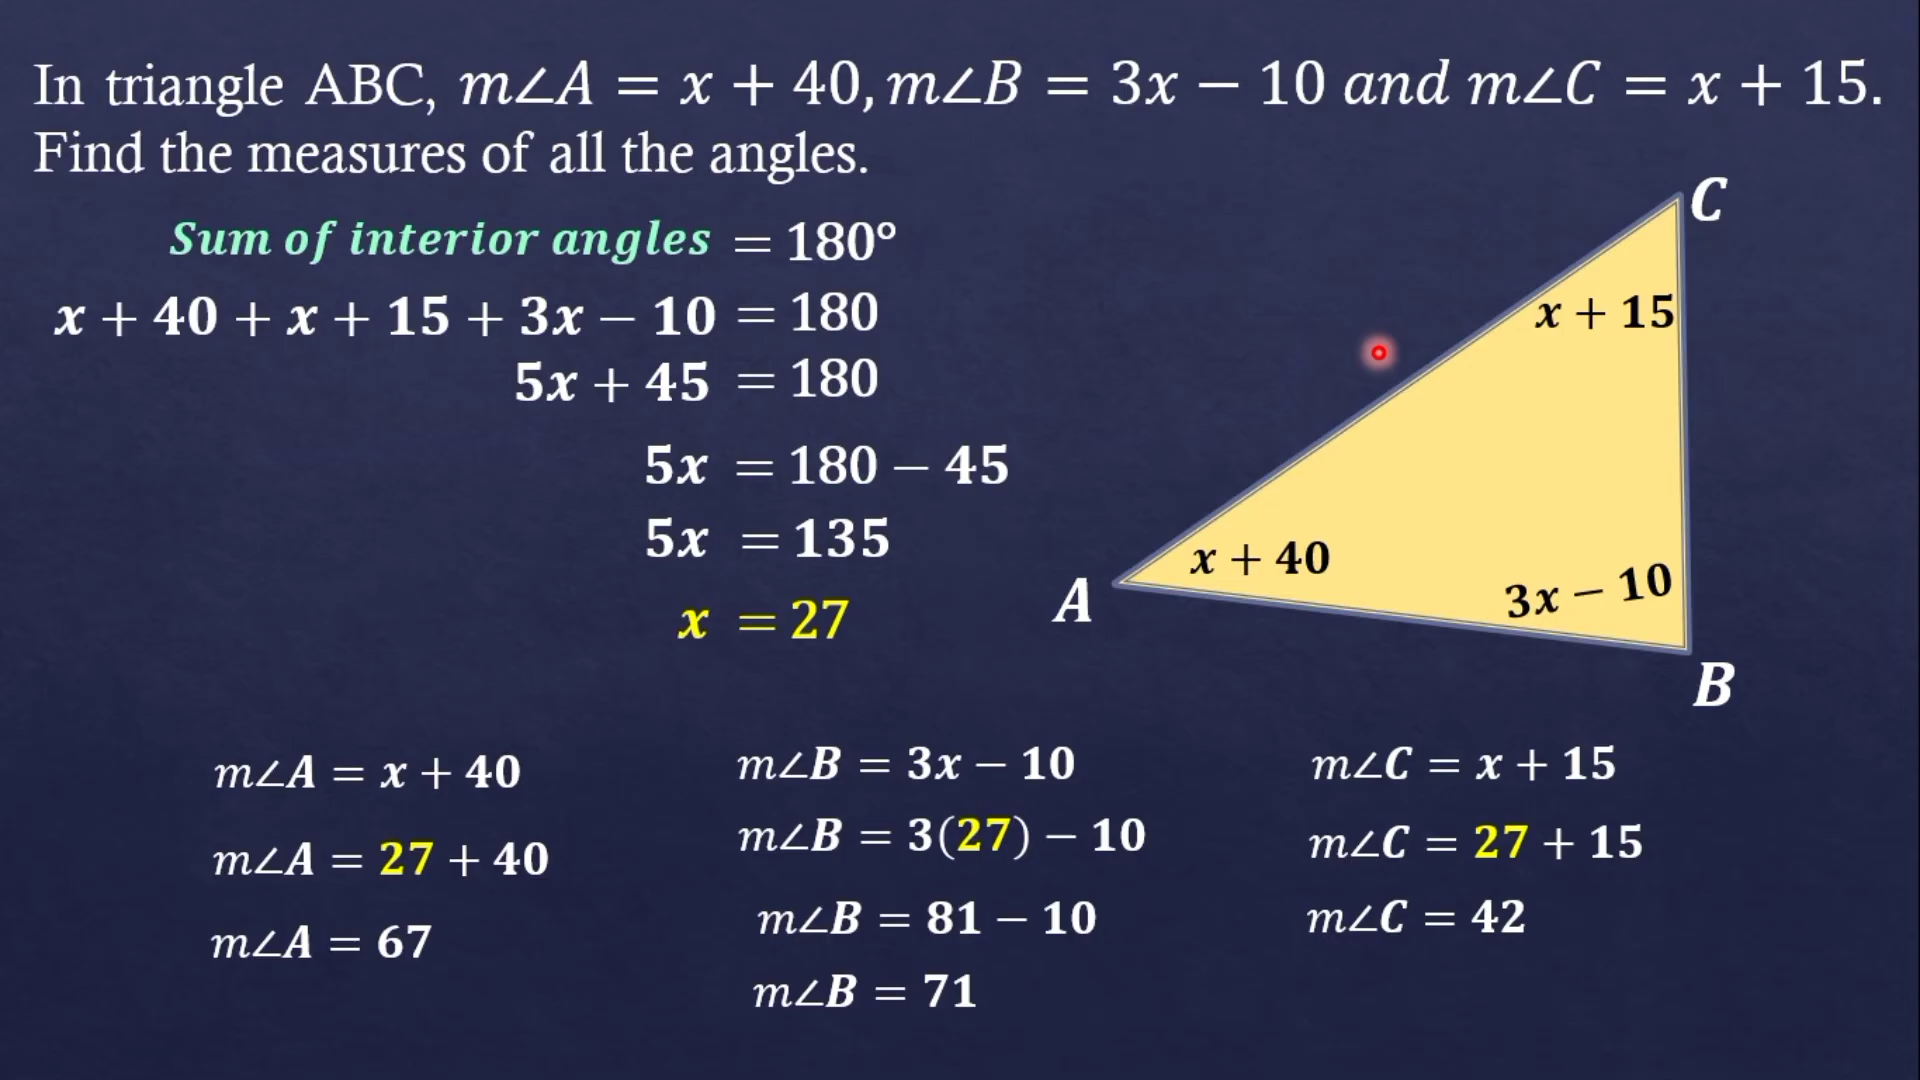 In triangle ABC, m∠A = x + 40, m∠B = 3x − 10 and m∠C = x + 15.
Find the measures of all the angles.
Sum of interior angles = 180°
x + 40 + x + 15 + 3x − 10 = 180
5x + 45 = 180
5x = 180 − 45
5x = 135
x = 27
C
x + 15
x + 40
3x − 10
A
B
m∠A = x + 40
m∠A = 27 + 40
m∠A = 67
m∠B = 3x − 10
m∠B = 3(27) − 10
m∠B = 81 − 10
m∠B = 71
m∠C = x + 15
m∠C = 27 + 15
m∠C = 42